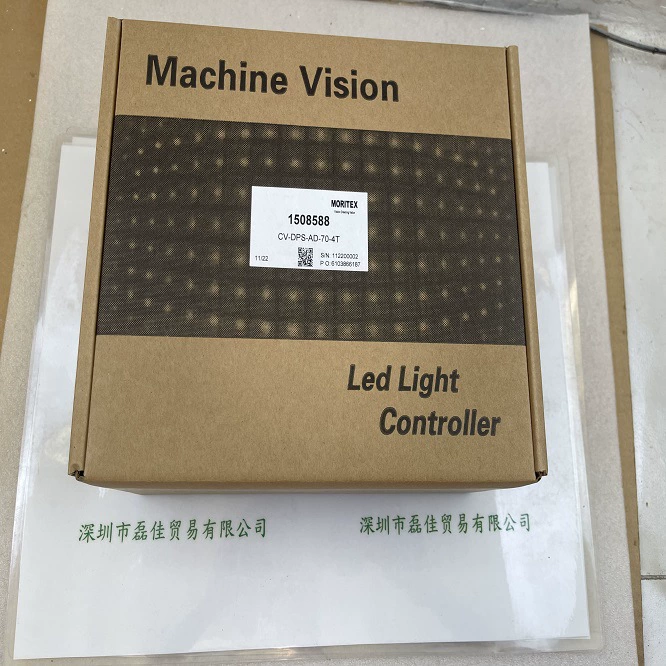 Machine Vision
MORITEX
1508588
CV-DPS-AD-70-4T
11/22
S/N: 112200002
P.O: 6103866187
Led Light
Controller
深圳市磊佳贸易有限公司
深圳市磊佳贸易有限公司